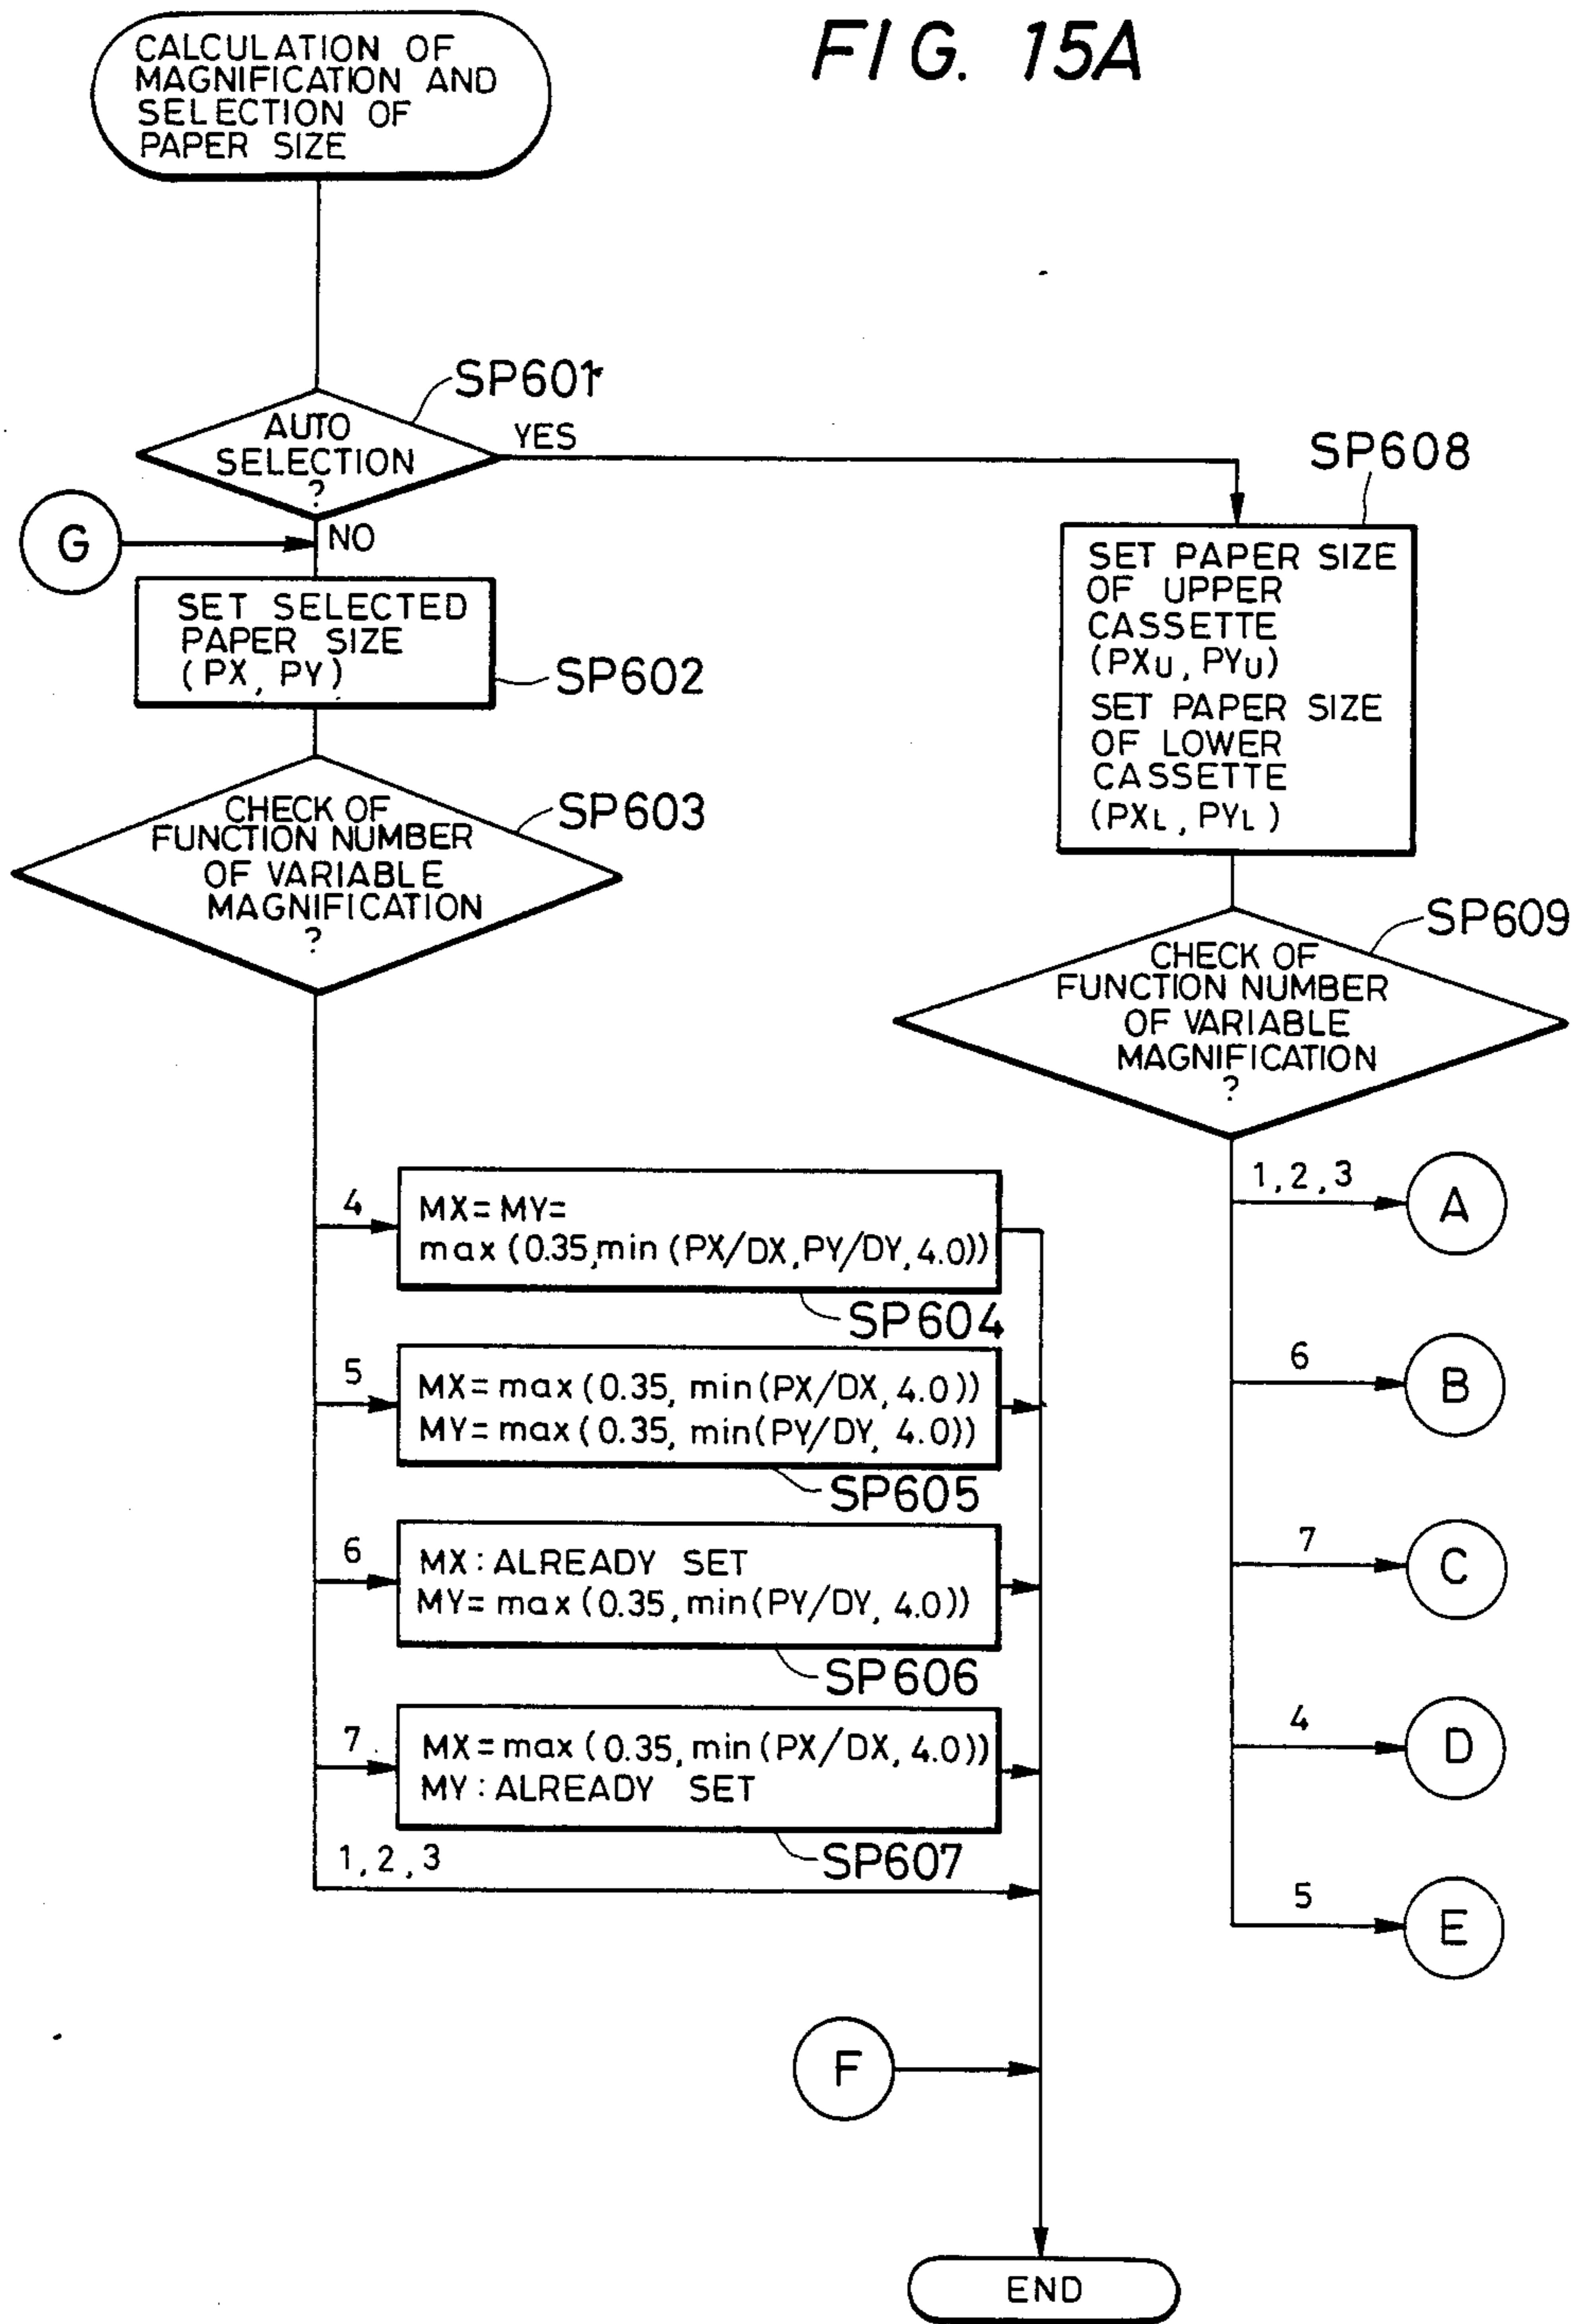 FIG. 15A
CALCULATION OF
MAGNIFICATION AND
SELECTION OF
PAPER SIZE
SP601
AUTO
SELECTION
?
YES
NO
G
SET SELECTED
PAPER SIZE
(PX, PY)
SP602
CHECK OF
FUNCTION NUMBER
OF VARIABLE
MAGNIFICATION
?
SP603
4
MX=MY=
max(0.35,min(PX/DX,PY/DY,4.0))
SP604
5
MX=max(0.35, min(PX/DX, 4.0))
MY=max(0.35, min(PY/DY, 4.0))
SP605
6
MX:ALREADY SET
MY=max(0.35,min(PY/DY, 4.0))
SP606
7
MX=max(0.35,min(PX/DX, 4.0))
MY:ALREADY SET
SP607
1,2,3
F
END
SP608
SET PAPER SIZE
OF UPPER
CASSETTE
(PXU, PYU)
SET PAPER SIZE
OF LOWER
CASSETTE
(PXL, PYL)
SP609
CHECK OF
FUNCTION NUMBER
OF VARIABLE
MAGNIFICATION
?
1,2,3
A
6
B
7
C
4
D
5
E